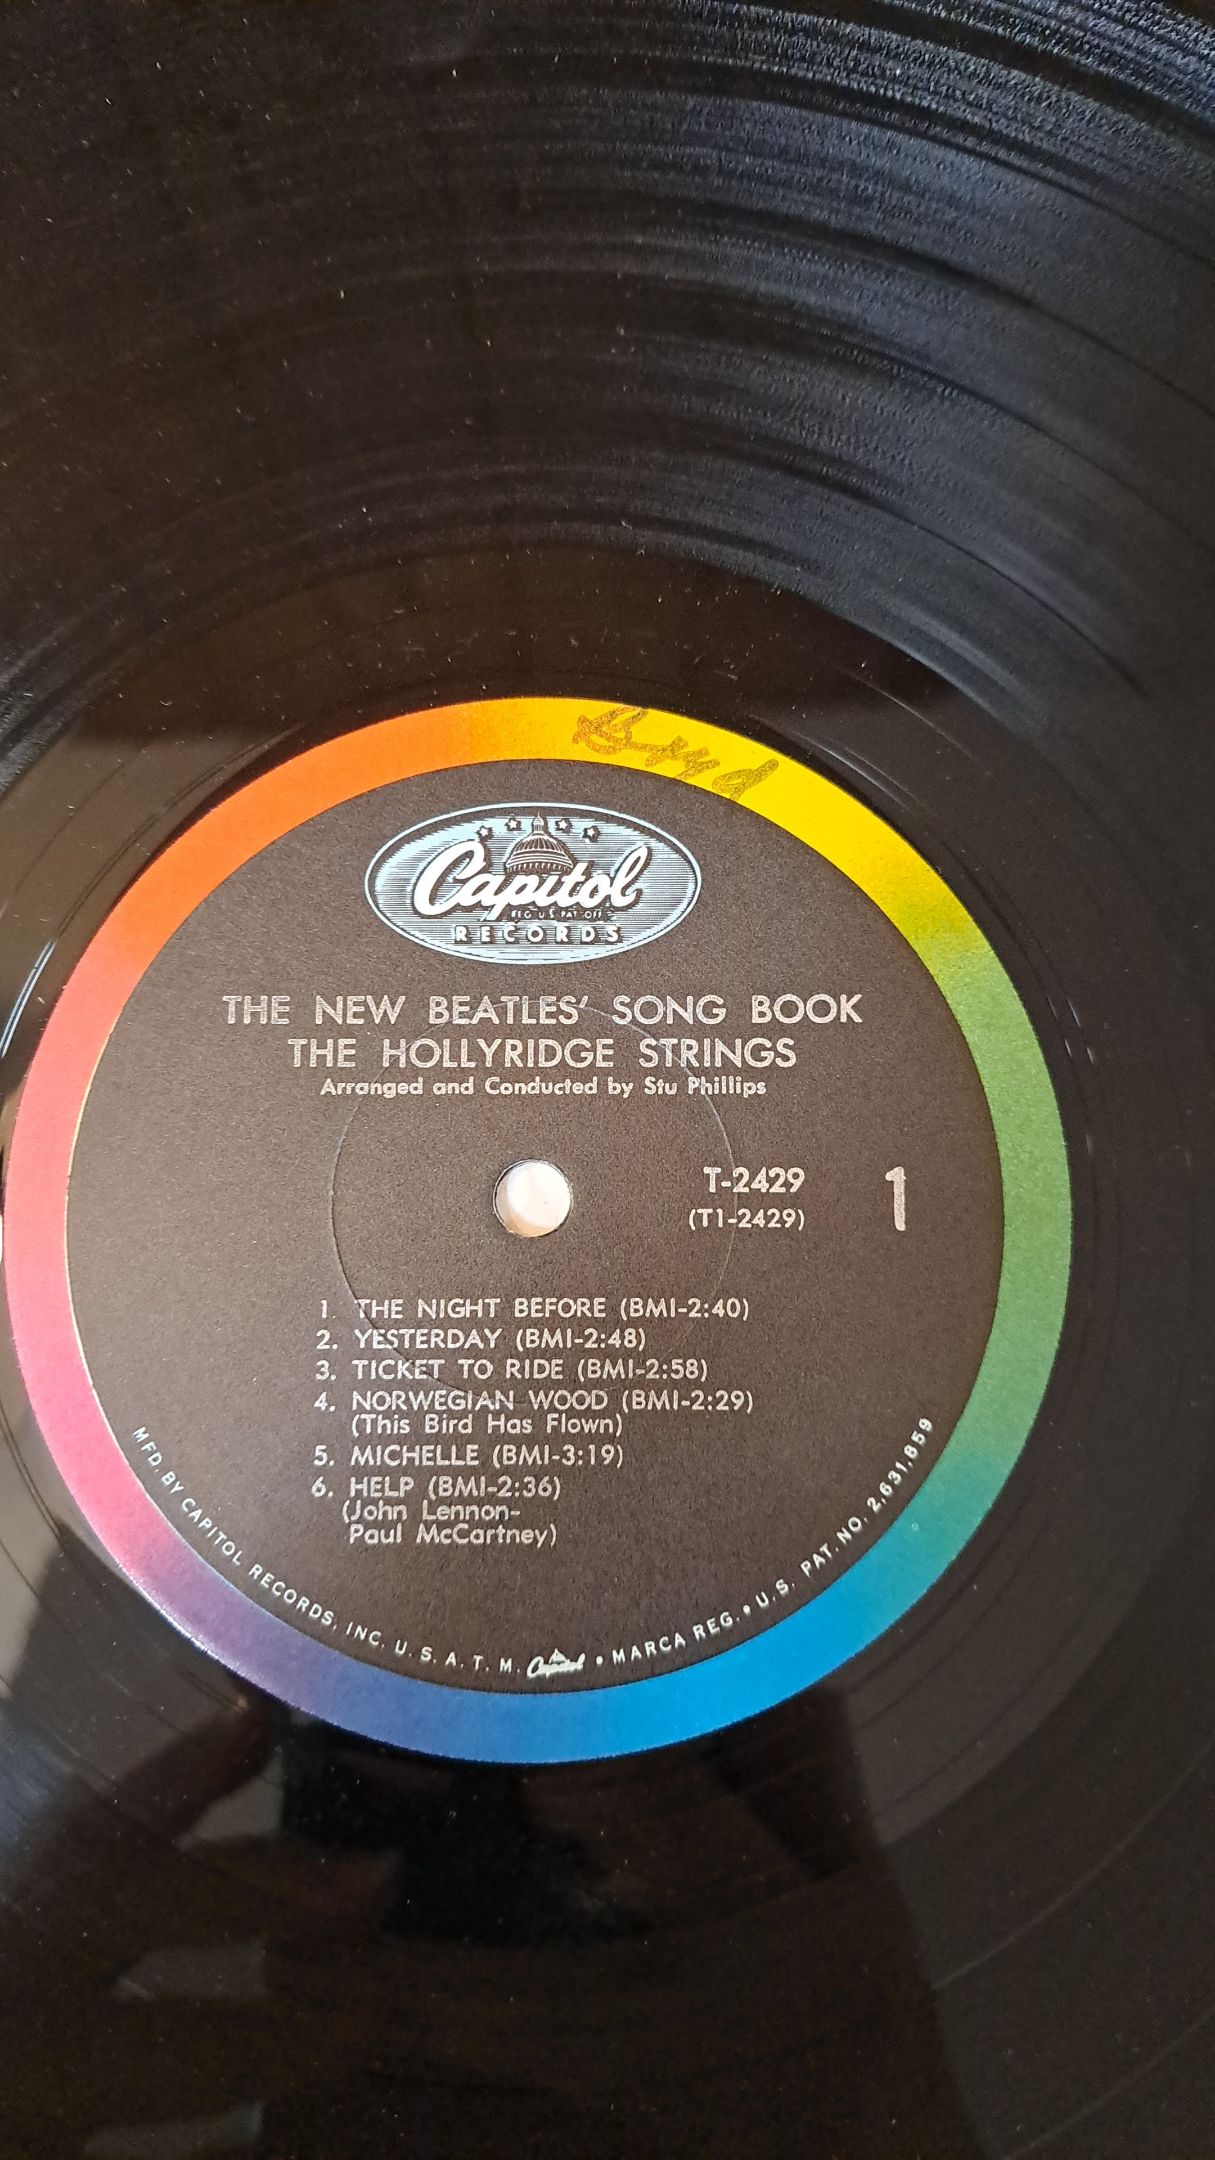 Byrd
Capitol
REG. U.S. PAT. OFF.
RECORDS
THE NEW BEATLES' SONG BOOK
THE HOLLYRIDGE STRINGS
Arranged and Conducted by Stu Phillips
T-2429
(T1-2429)
1
1. THE NIGHT BEFORE (BMI-2:40)
2. YESTERDAY (BMI-2:48)
3. TICKET TO RIDE (BMI-2:58)
4. NORWEGIAN WOOD (BMI-2:29)
(This Bird Has Flown)
5. MICHELLE (BMI-3:19)
6. HELP (BMI-2:36)
(John Lennon-
Paul McCartney)
MFD. BY CAPITOL RECORDS, INC. U. S. A. T. M. Capitol • MARCA REG. • U.S. PAT. NO. 2,631,859